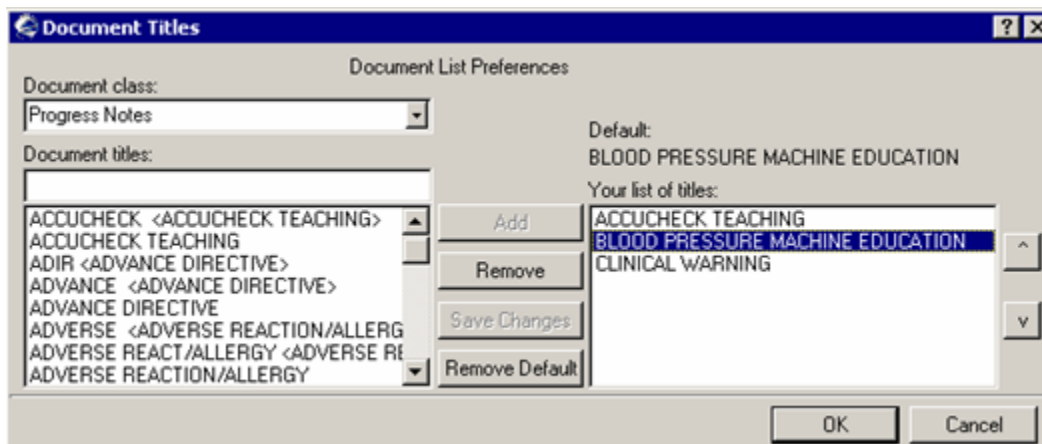 Document Titles
Document List Preferences
Document class:
Progress Notes
Document titles:
ACCUCHECK <ACCUCHECK TEACHING>
ACCUCHECK TEACHING
ADIR <ADVANCE DIRECTIVE>
ADVANCE <ADVANCE DIRECTIVE>
ADVANCE DIRECTIVE
ADVERSE <ADVERSE REACTION/ALLERG
ADVERSE REACT/ALLERGY <ADVERSE RE
ADVERSE REACTION/ALLERGY
Add
Remove
Save Changes
Remove Default
Default:
BLOOD PRESSURE MACHINE EDUCATION
Your list of titles:
ACCUCHECK TEACHING
BLOOD PRESSURE MACHINE EDUCATION
CLINICAL WARNING
^
v
OK
Cancel